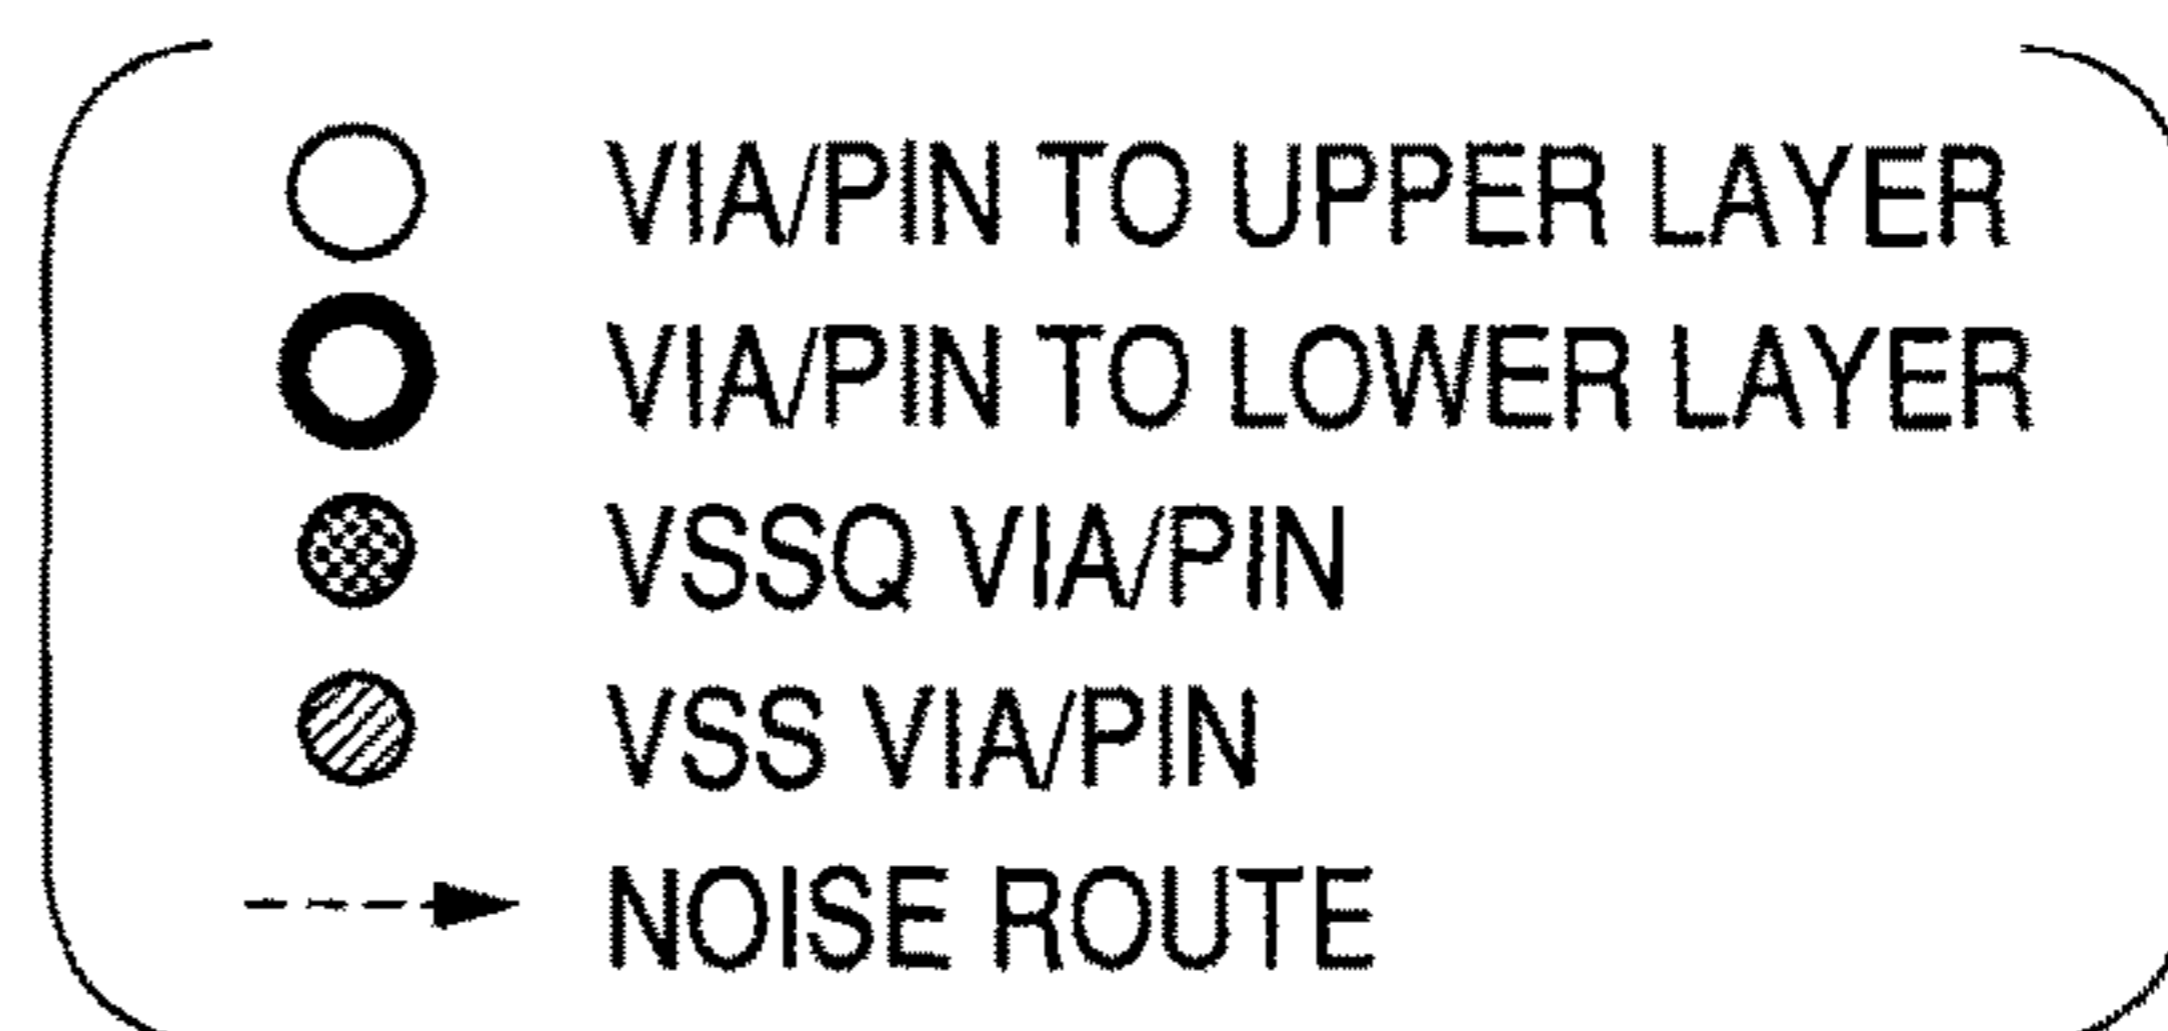 VIA/PIN TO UPPER LAYER
VIA/PIN TO LOWER LAYER
VSSQ VIA/PIN
VSS VIA/PIN
NOISE ROUTE